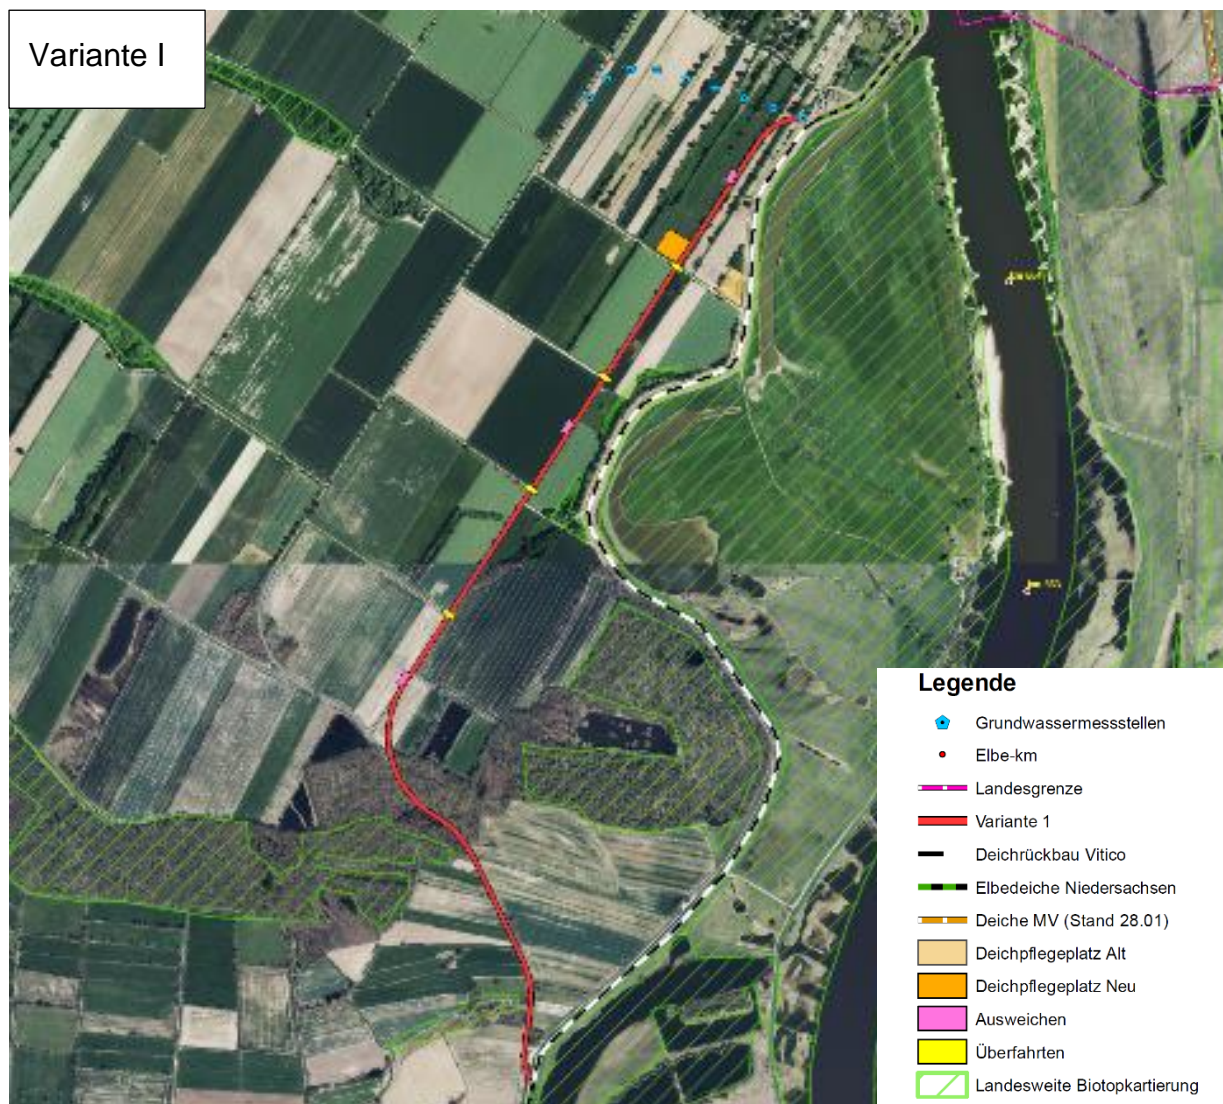 Variante I
Legende
Grundwassermessstellen
Elbe-km
Landesgrenze
Variante 1
Deichrückbau Vitico
Elbedeiche Niedersachsen
Deiche MV (Stand 28.01)
Deichpflegeplatz Alt
Deichpflegeplatz Neu
Ausweichen
Überfahrten
Landesweite Biotopkartierung